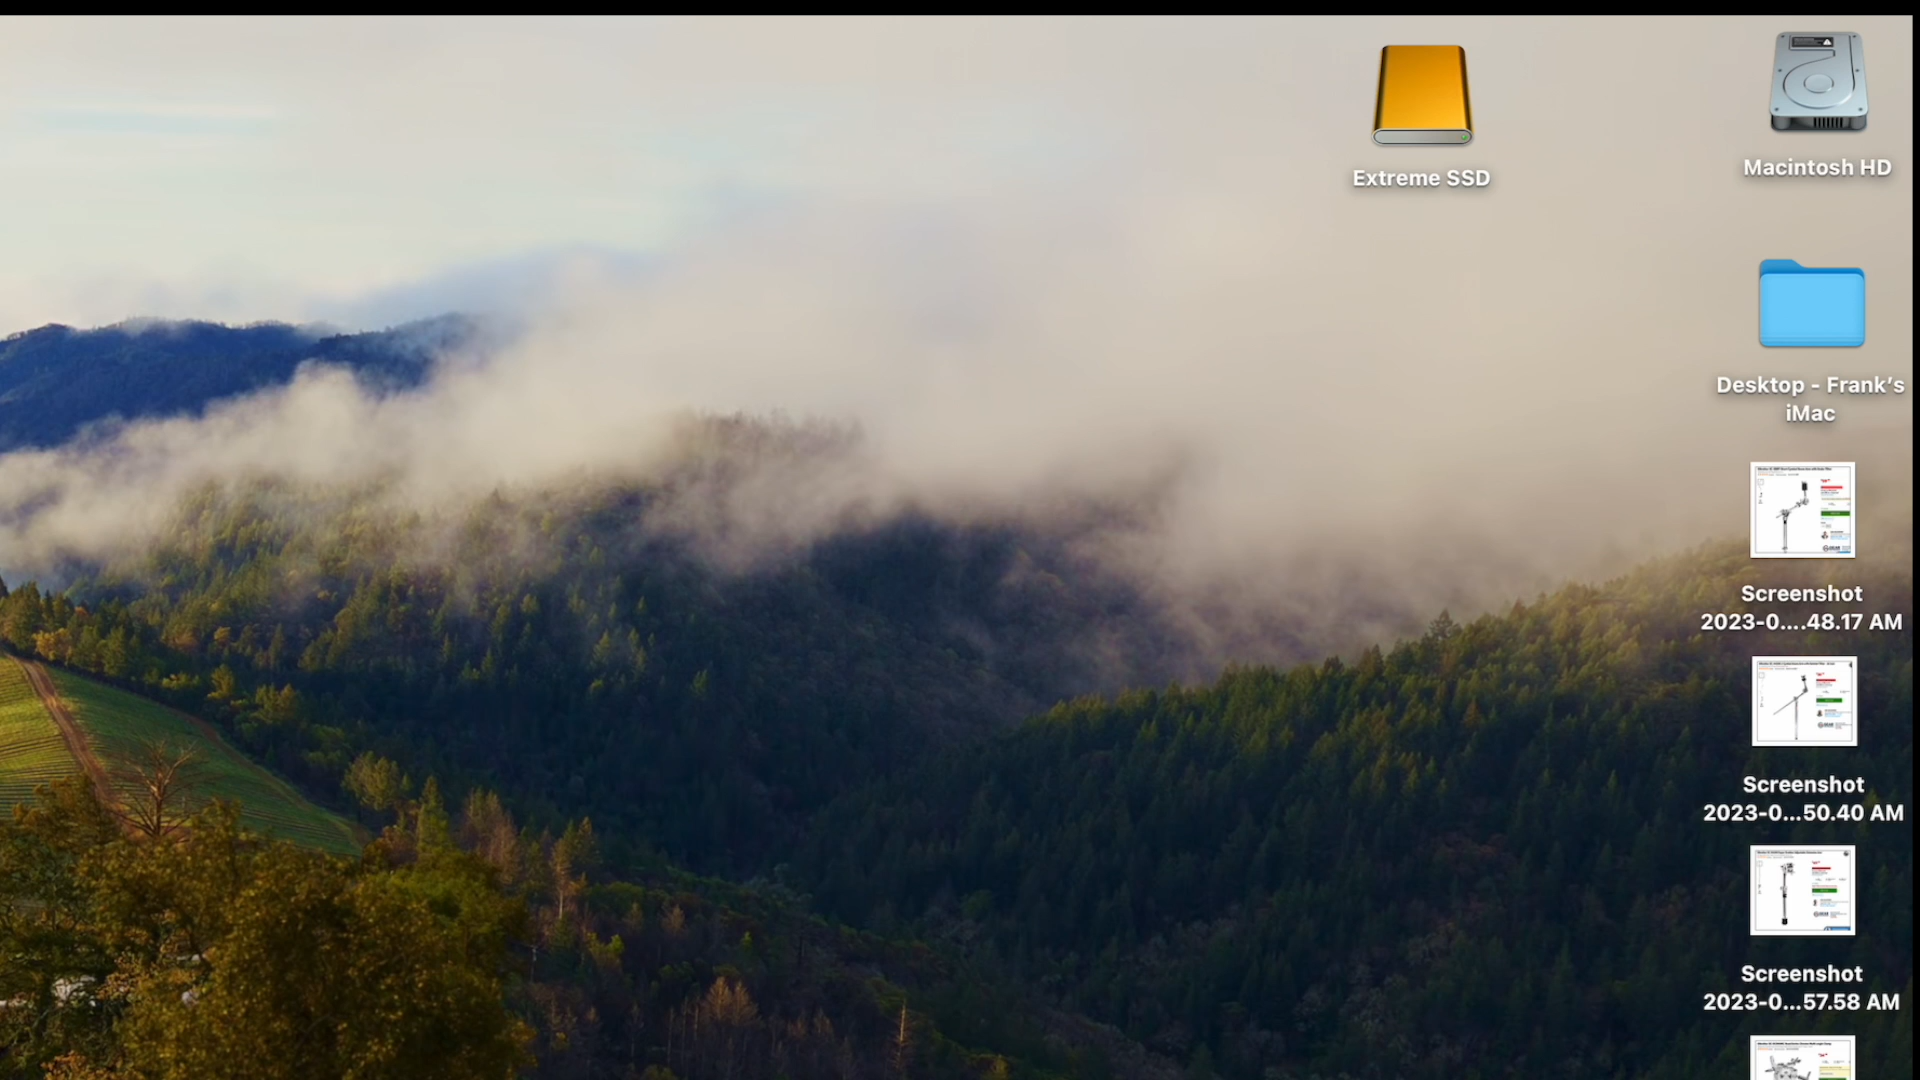 Extreme SSD
Macintosh HD
Desktop - Frank’s
iMac
Screenshot
2023-0....48.17 AM
Screenshot
2023-0...50.40 AM
Screenshot
2023-0...57.58 AM